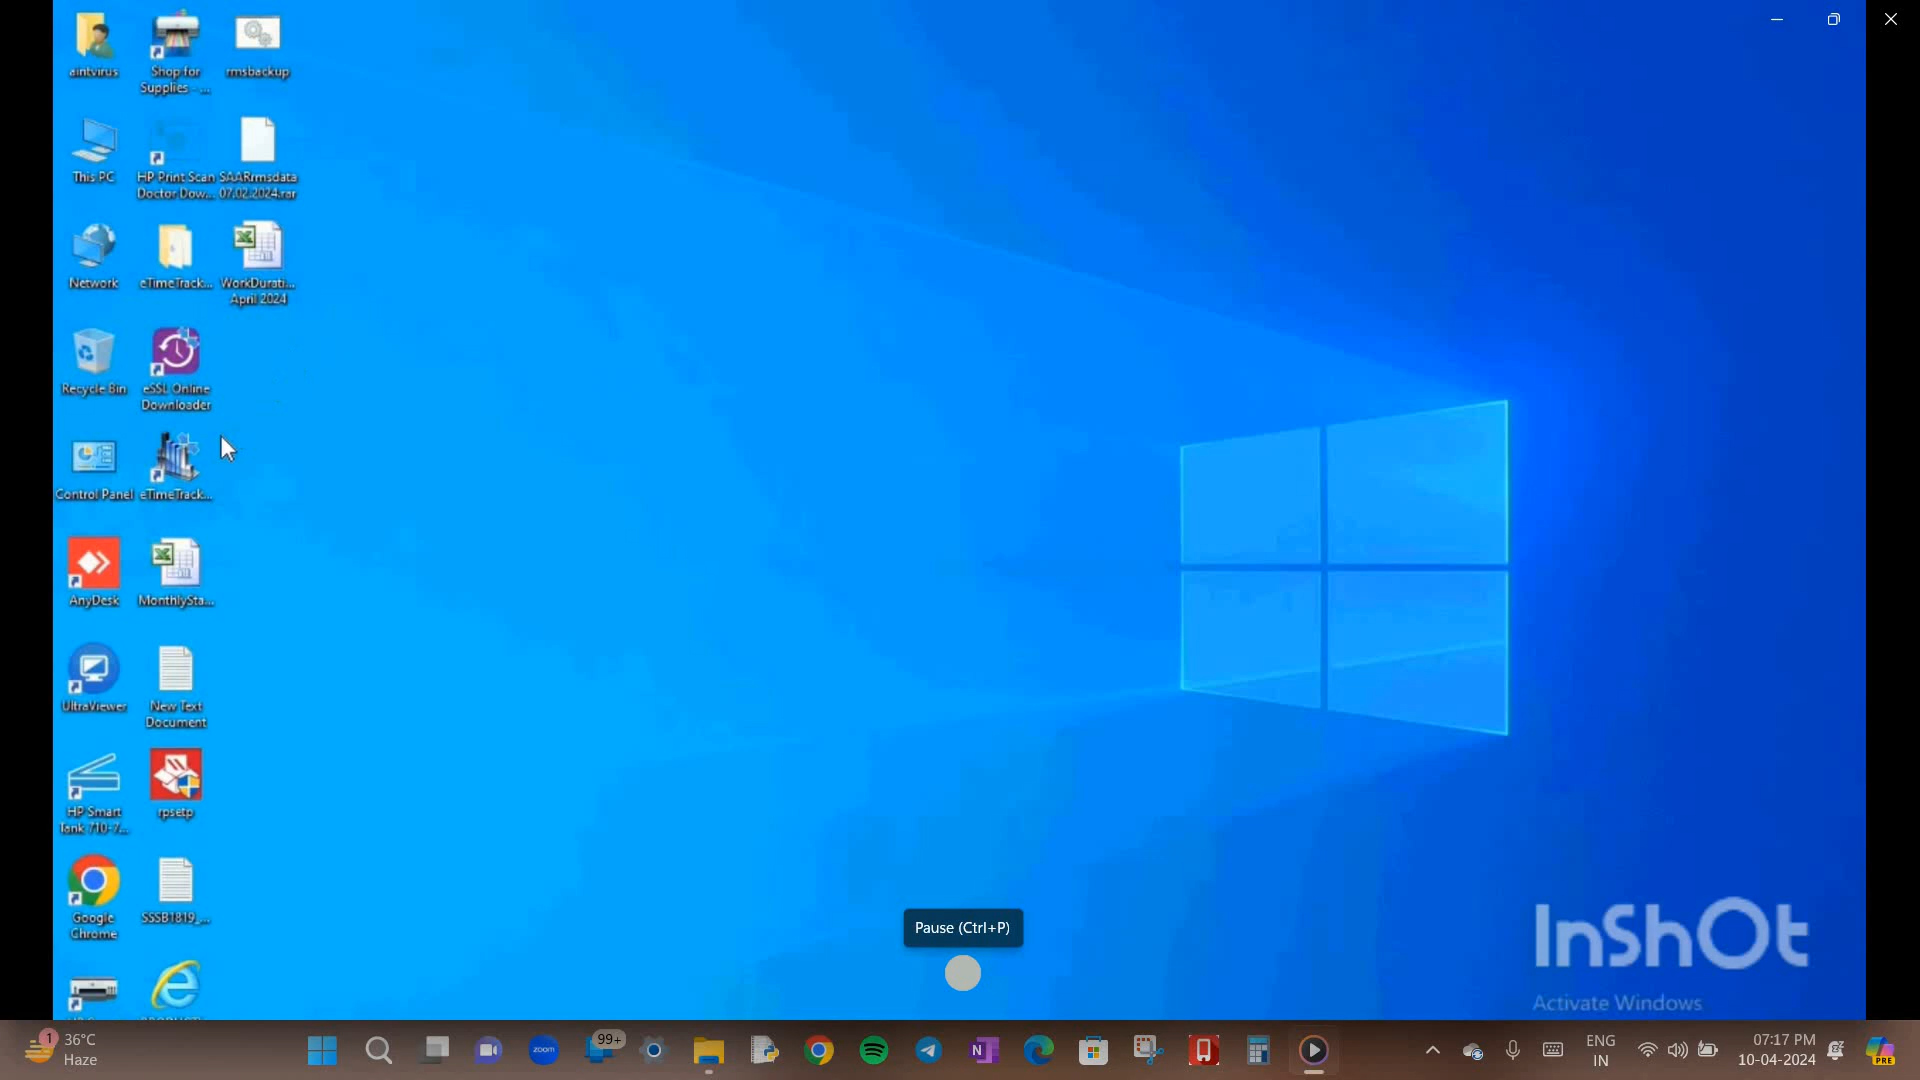 aintvirus
Shop for
Supplies - ...
rmsbackup
This PC
HP Print Scan
Doctor Dow...
SAARrmsdata
07.02.2024.rar
Network
eTimeTrack...
WorkDurati...
April 2024
Recycle Bin
eSSL Online
Downloader
Control Panel
eTimeTrack...
AnyDesk
MonthlySta...
UltraViewer
New Text
Document
HP Smart
Tank 710-7...
rpsetp
Google
Chrome
SSSB1819_...
Pause (Ctrl+P)
InShOt
Activate Windows
1
36°C
Haze
zoom
99+
N
ENG
IN
07:17 PM
10-04-2024
PRE